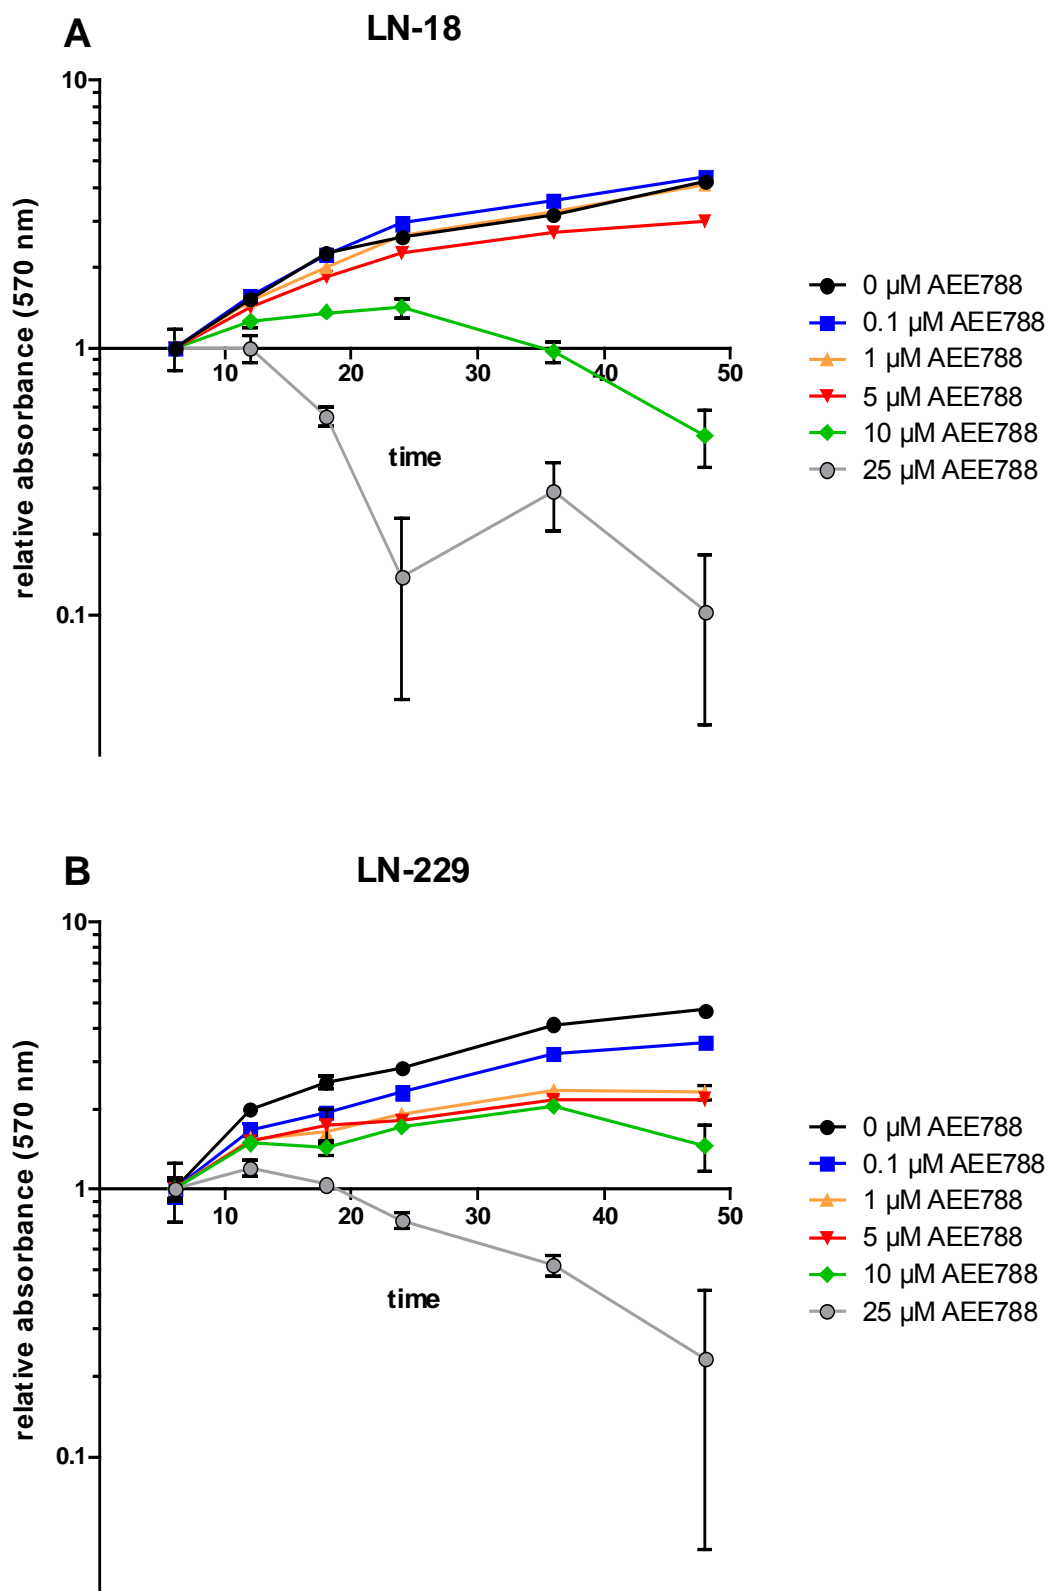 A
LN-18
10
1
0.1
10
20
30
40
50
time
relative absorbance (570 nm)
0 µM AEE788
0.1 µM AEE788
1 µM AEE788
5 µM AEE788
10 µM AEE788
25 µM AEE788
B
LN-229
10
1
0.1
10
20
30
40
50
time
relative absorbance (570 nm)
0 µM AEE788
0.1 µM AEE788
1 µM AEE788
5 µM AEE788
10 µM AEE788
25 µM AEE788